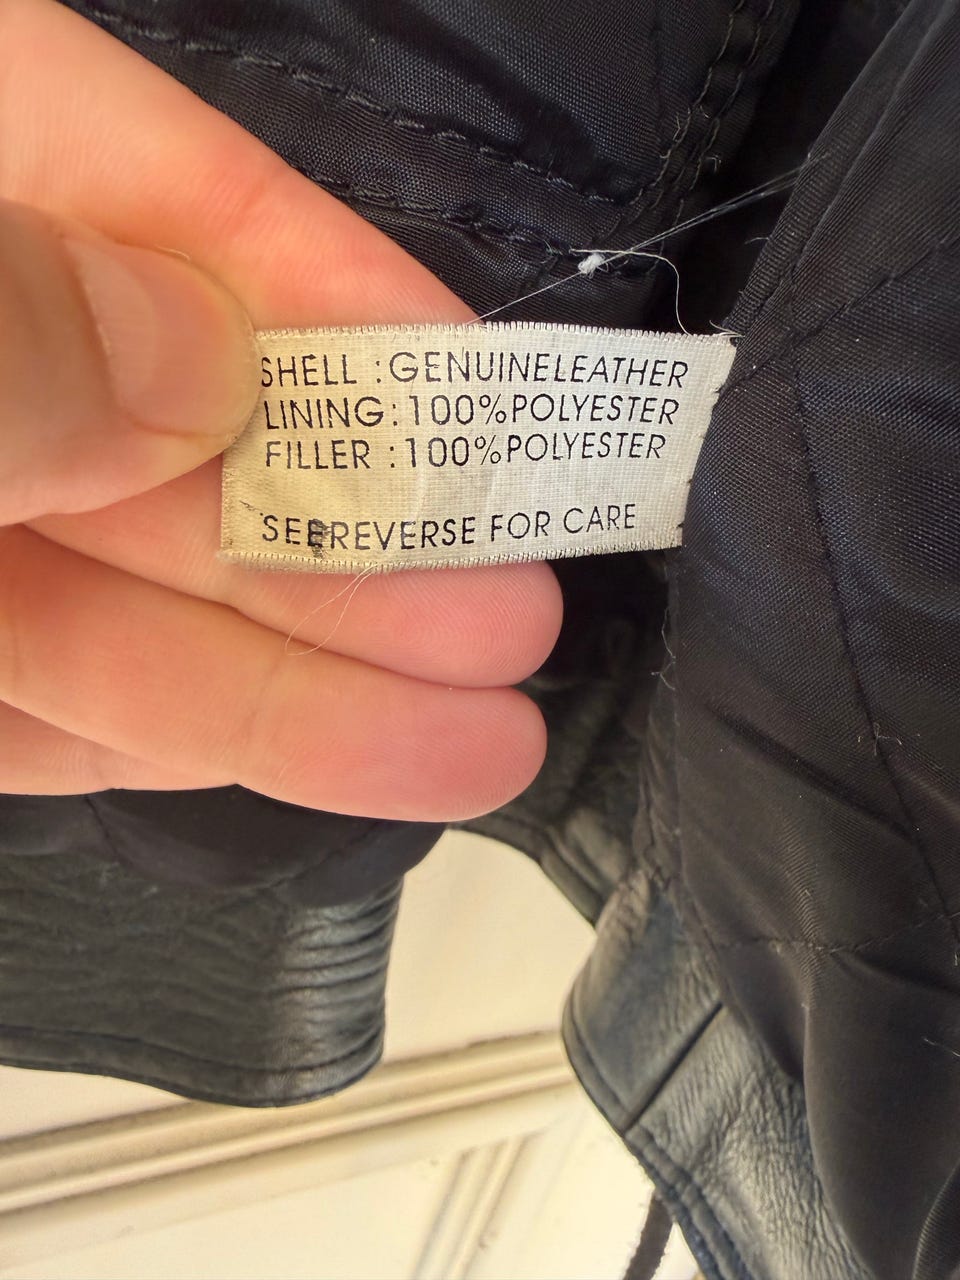 SHELL : GENUINELEATHER
LINING : 100%POLYESTER
FILLER : 100%POLYESTER
SEEREVERSE FOR CARE